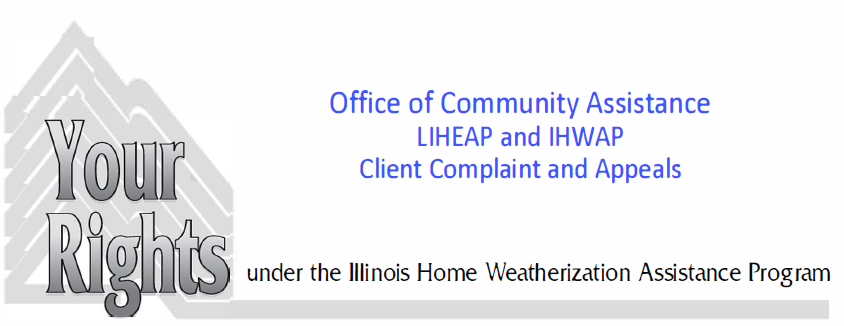 Office of Community Assistance
LIHEAP and IHWAP
Client Complaint and Appeals
Your
Rights
under the Illinois Home Weatherization Assistance Program